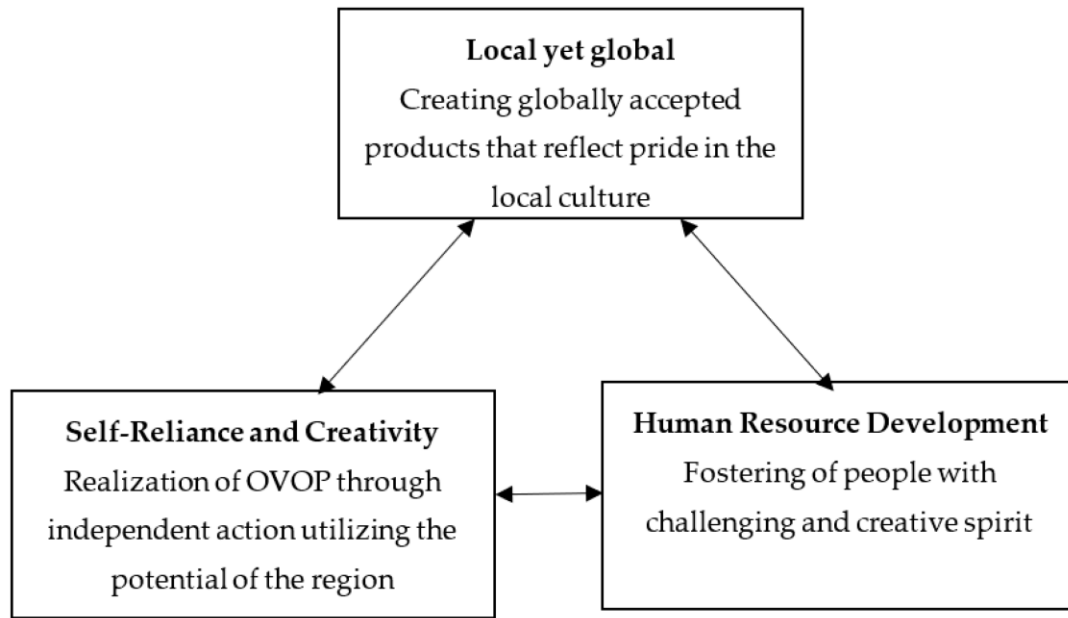 Local yet global
Creating globally accepted
products that reflect pride in the
local culture
Self-Reliance and Creativity
Realization of OVOP through
independent action utilizing the
potential of the region
Human Resource Development
Fostering of people with
challenging and creative spirit